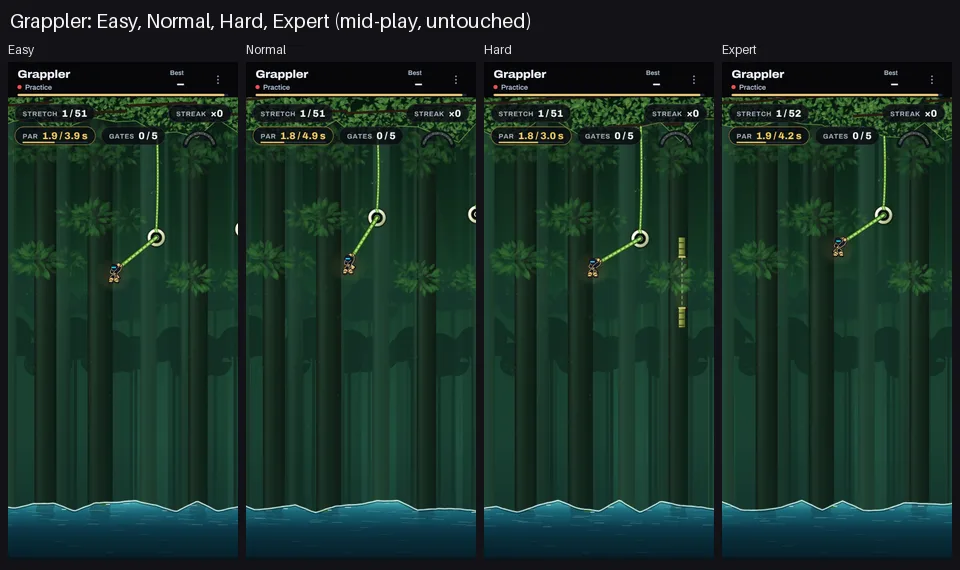 Grappler: Easy, Normal, Hard, Expert (mid-play, untouched)
Easy
Grappler
Practice
Best
–
STRETCH 1/51
STREAK x0
PAR 1.9/3.9 s
GATES 0/5
Normal
Grappler
Practice
Best
–
STRETCH 1/51
STREAK x0
PAR 1.8/4.9 s
GATES 0/5
Hard
Grappler
Practice
Best
–
STRETCH 1/51
STREAK x0
PAR 1.8/3.0 s
GATES 0/5
Expert
Grappler
Practice
Best
–
STRETCH 1/52
STREAK x0
PAR 1.9/4.2 s
GATES 0/5